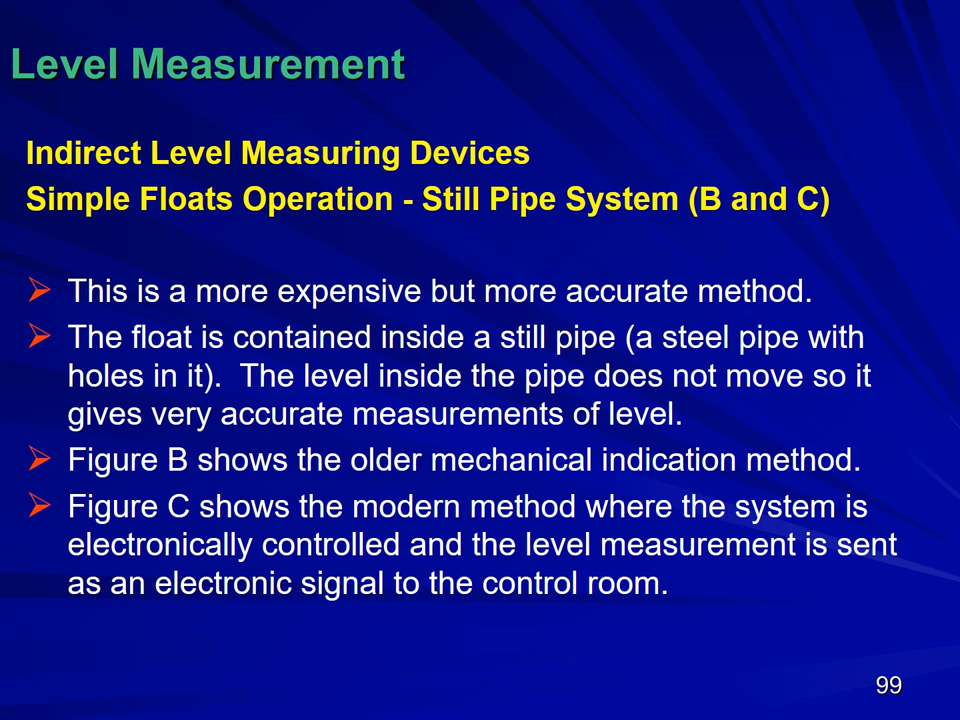 Level Measurement
Indirect Level Measuring Devices
Simple Floats Operation - Still Pipe System (B and C)
This is a more expensive but more accurate method.
The float is contained inside a still pipe (a steel pipe with
holes in it).  The level inside the pipe does not move so it
gives very accurate measurements of level.
Figure B shows the older mechanical indication method.
Figure C shows the modern method where the system is
electronically controlled and the level measurement is sent
as an electronic signal to the control room.
99